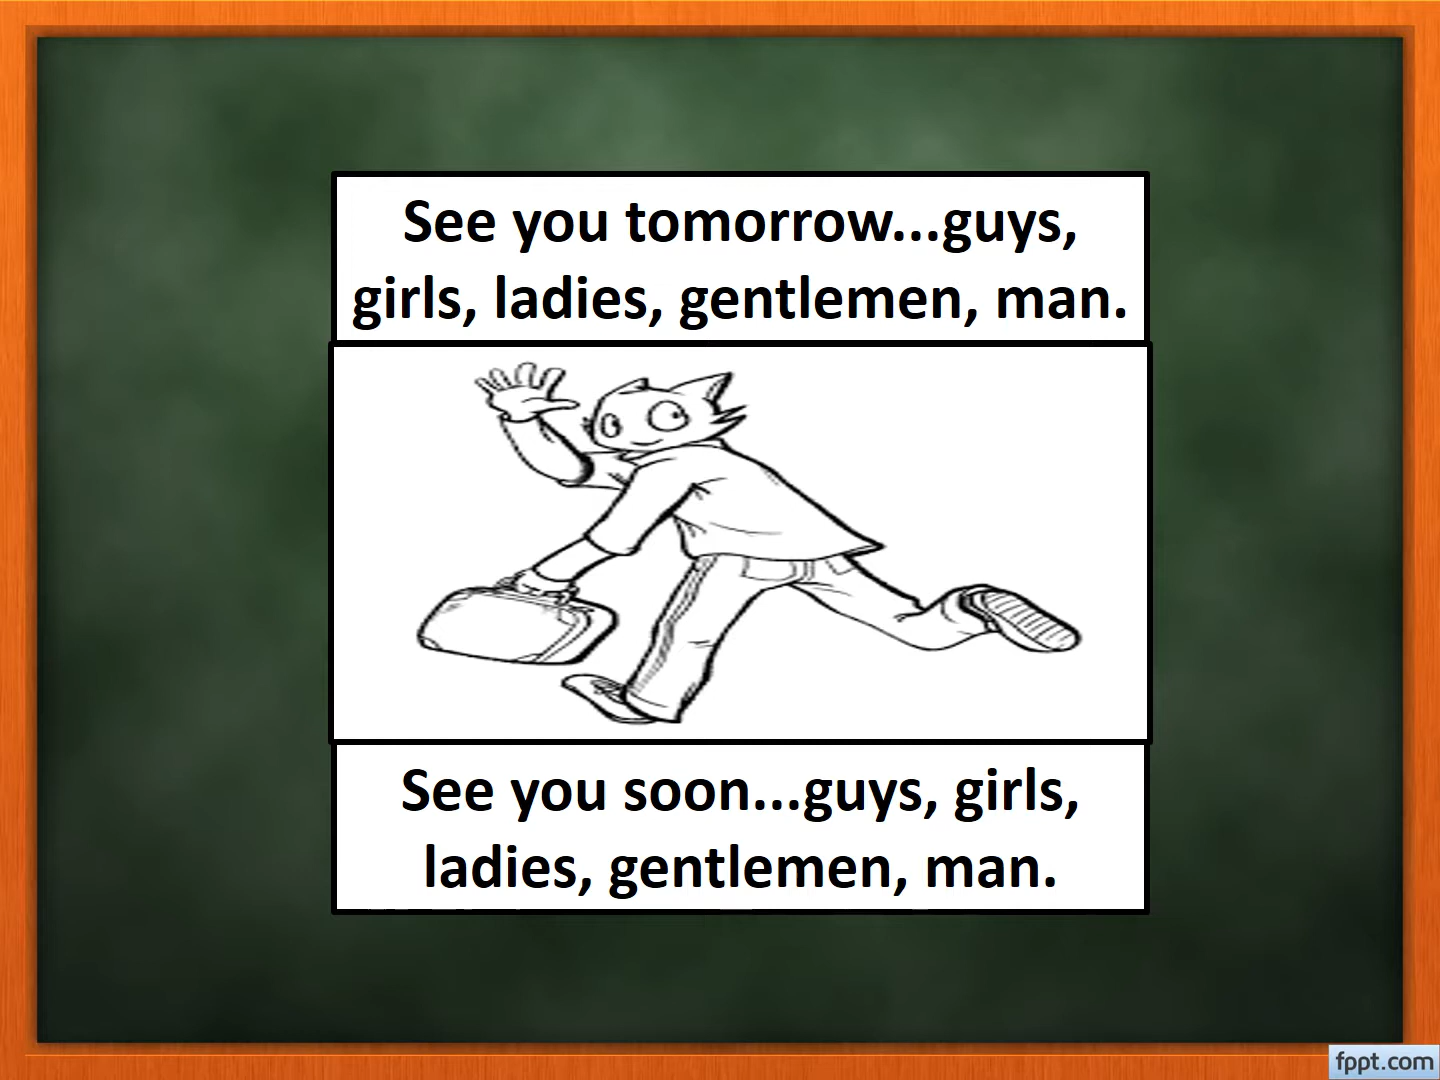 See you tomorrow...guys,
girls, ladies, gentlemen, man.
See you soon...guys, girls,
ladies, gentlemen, man.
fppt.com